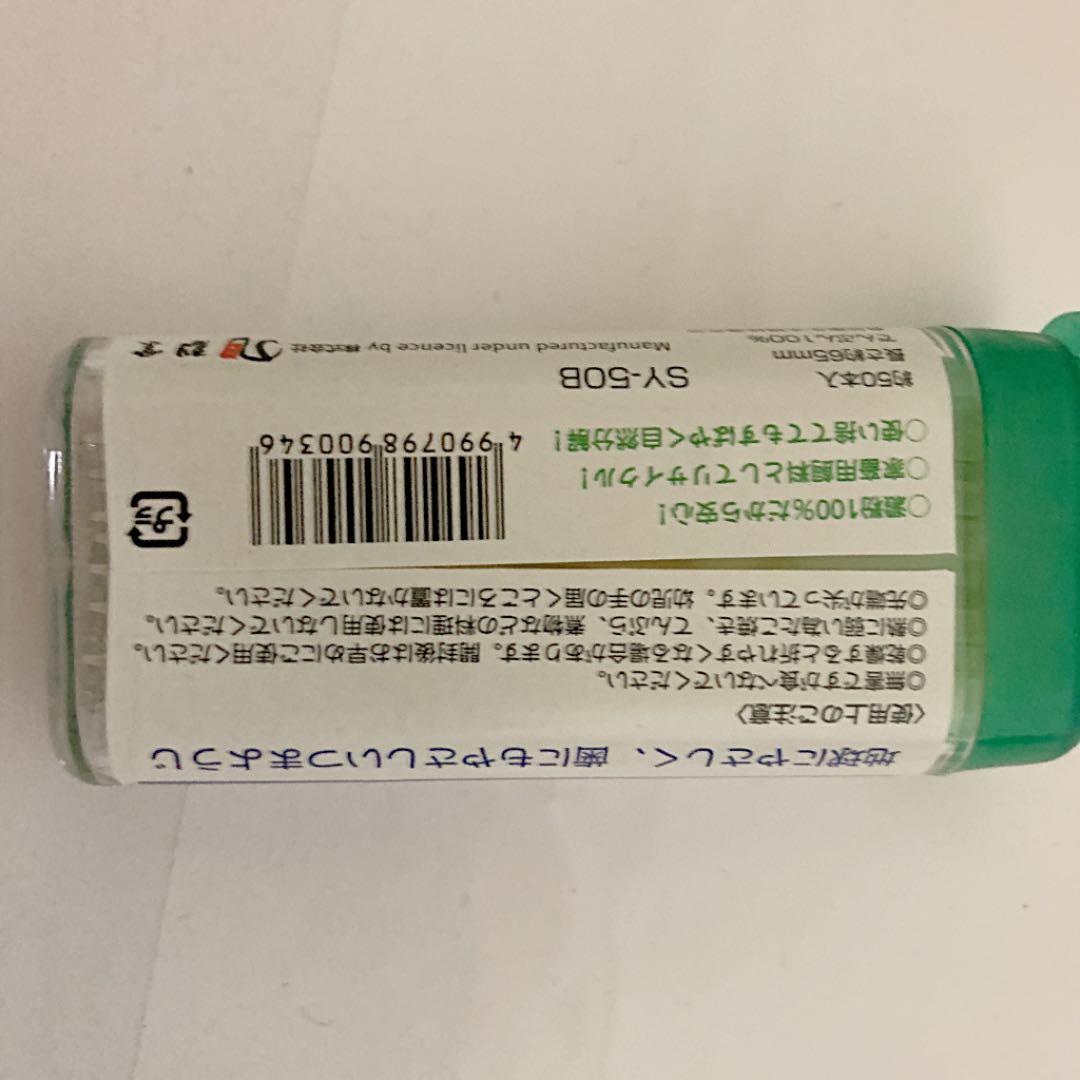 地球にやさしく、歯にもやさしいつまようじ
〈使用上のご注意〉
◎無害ですが食べないでください。
◎乾燥すると折れやすくなる場合があります。開封後はお早めにご使用ください。
◎熱に弱い為たこ焼き、てんぷら、煮物などの料理には使用しないでください。
◎先端が尖っています。幼児の手の届くところには置かないでください。
○澱粉100%だから安心!
○家畜用飼料としてリサイクル!
○使い捨ててもすばやく自然分解!
プラ
4 990798 900346
約50本入
SY-50B
長さ約65mm
でんぷん100%
Manufactured under licence by 株式会社